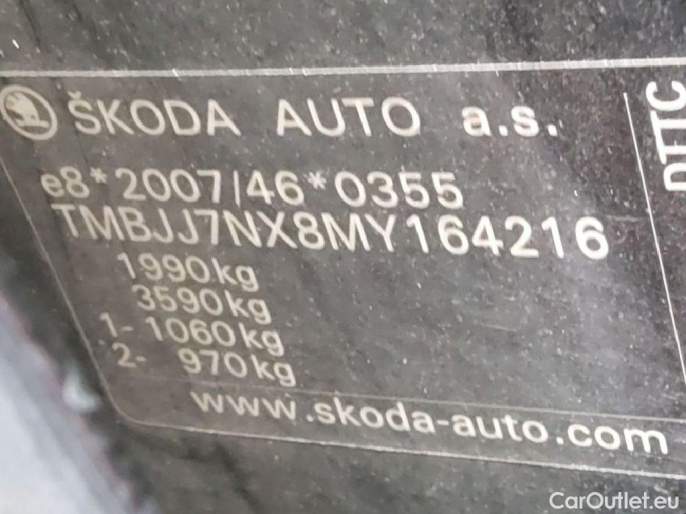 ŠKODA AUTO a.s.
e8*2007/46*0355
TMBJJ7NX8MY164216
1990kg
3590kg
1- 1060kg
2- 970kg
www.skoda-auto.com
CarOutlet.eu